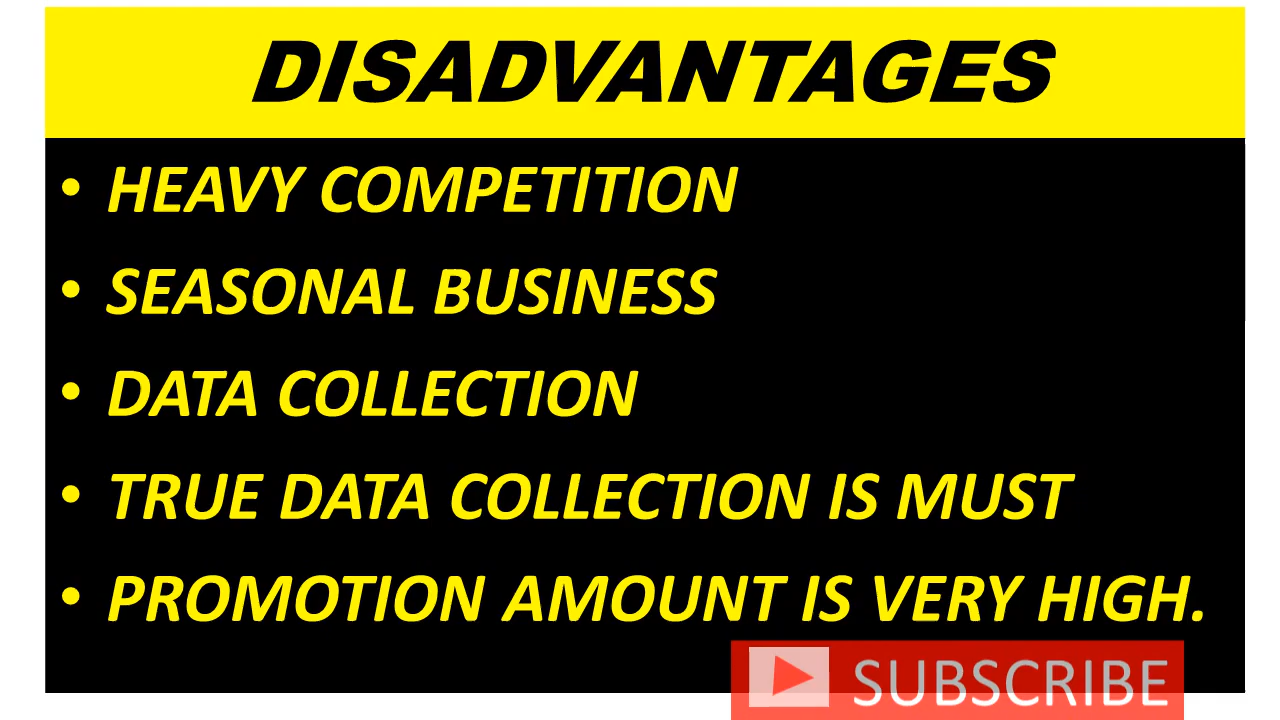 DISADVANTAGES
• HEAVY COMPETITION
• SEASONAL BUSINESS
• DATA COLLECTION
• TRUE DATA COLLECTION IS MUST
• PROMOTION AMOUNT IS VERY HIGH.
SUBSCRIBE